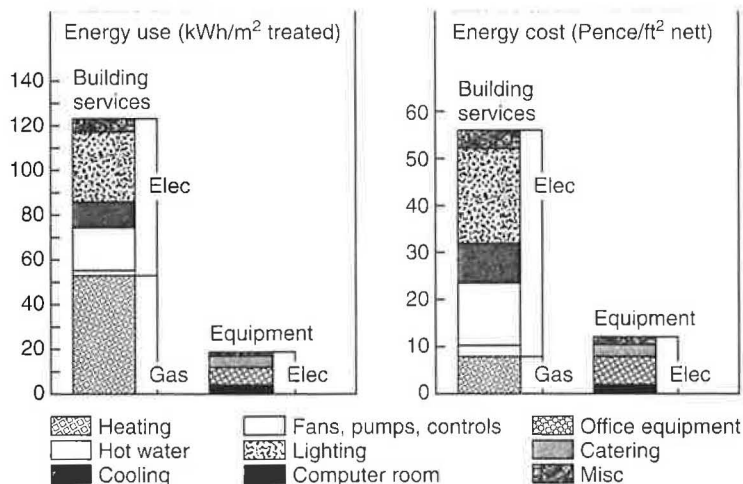 Energy use (kWh/m² treated)
140
120
100
80
60
40
20
0
Building
services
Elec
Gas
Equipment
Elec
Energy cost (Pence/ft² nett)
60
50
40
30
20
10
0
Building
services
Elec
Gas
Equipment
Elec
Heating
Fans, pumps, controls
Office equipment
Hot water
Lighting
Catering
Cooling
Computer room
Misc